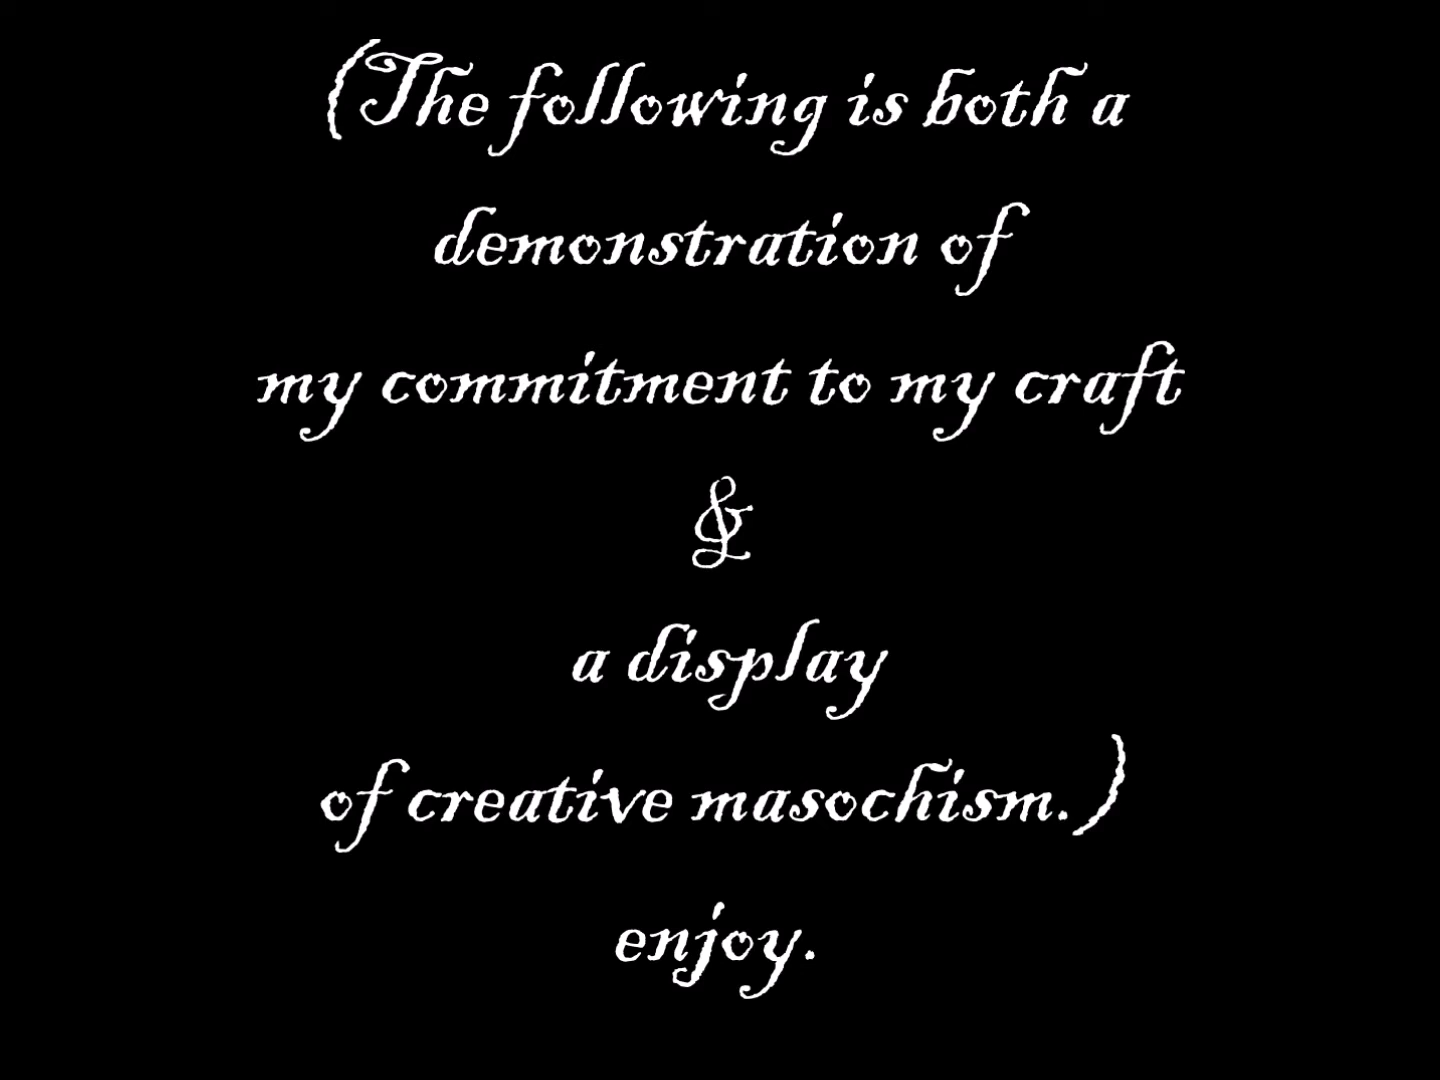 (The following is both a
demonstration of
my commitment to my craft
&
a display
of creative masochism.)
enjoy.